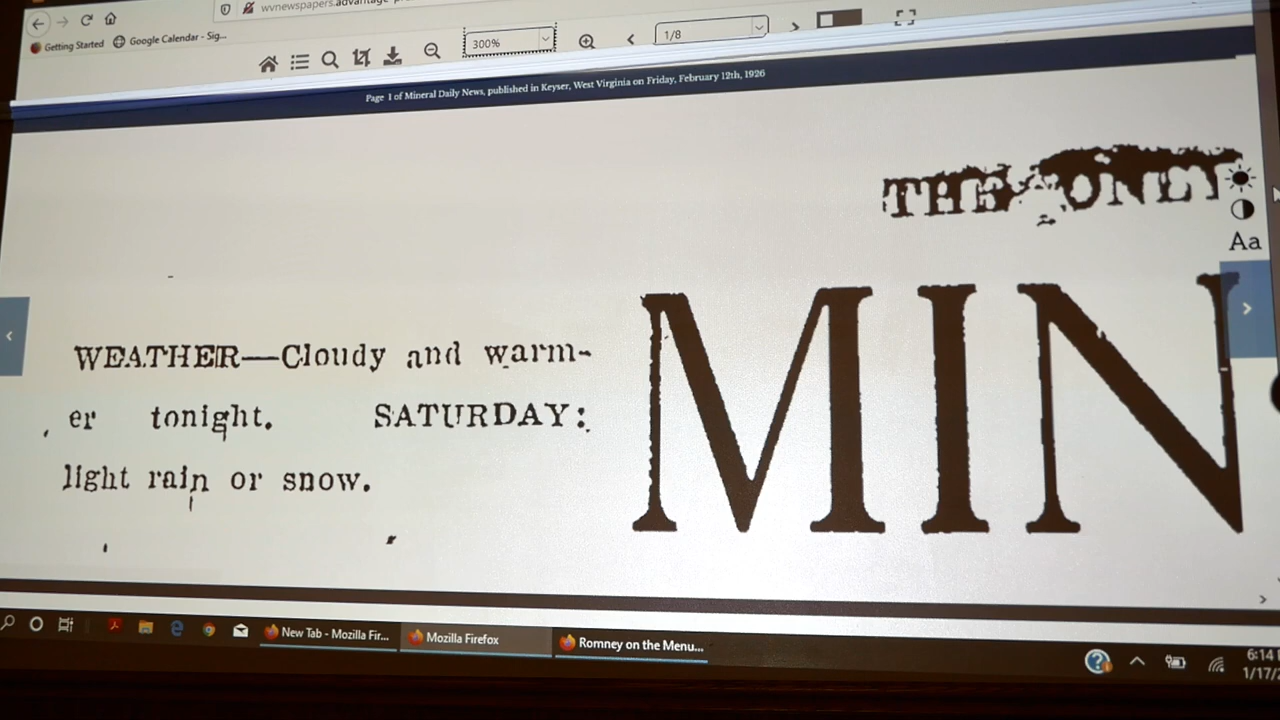 Getting Started Google Calendar - Sig...
300%
1/8
Page 1 of Mineral Daily News, published in Keyser, West Virginia on Friday, February 12th, 1926
THE ONLY
Aa
MIN
WEATHER—Cloudy and warm-
er tonight. SATURDAY:
light rain or snow.
New Tab - Mozilla Fir... Mozilla Firefox Romney on the Menu...
6:14